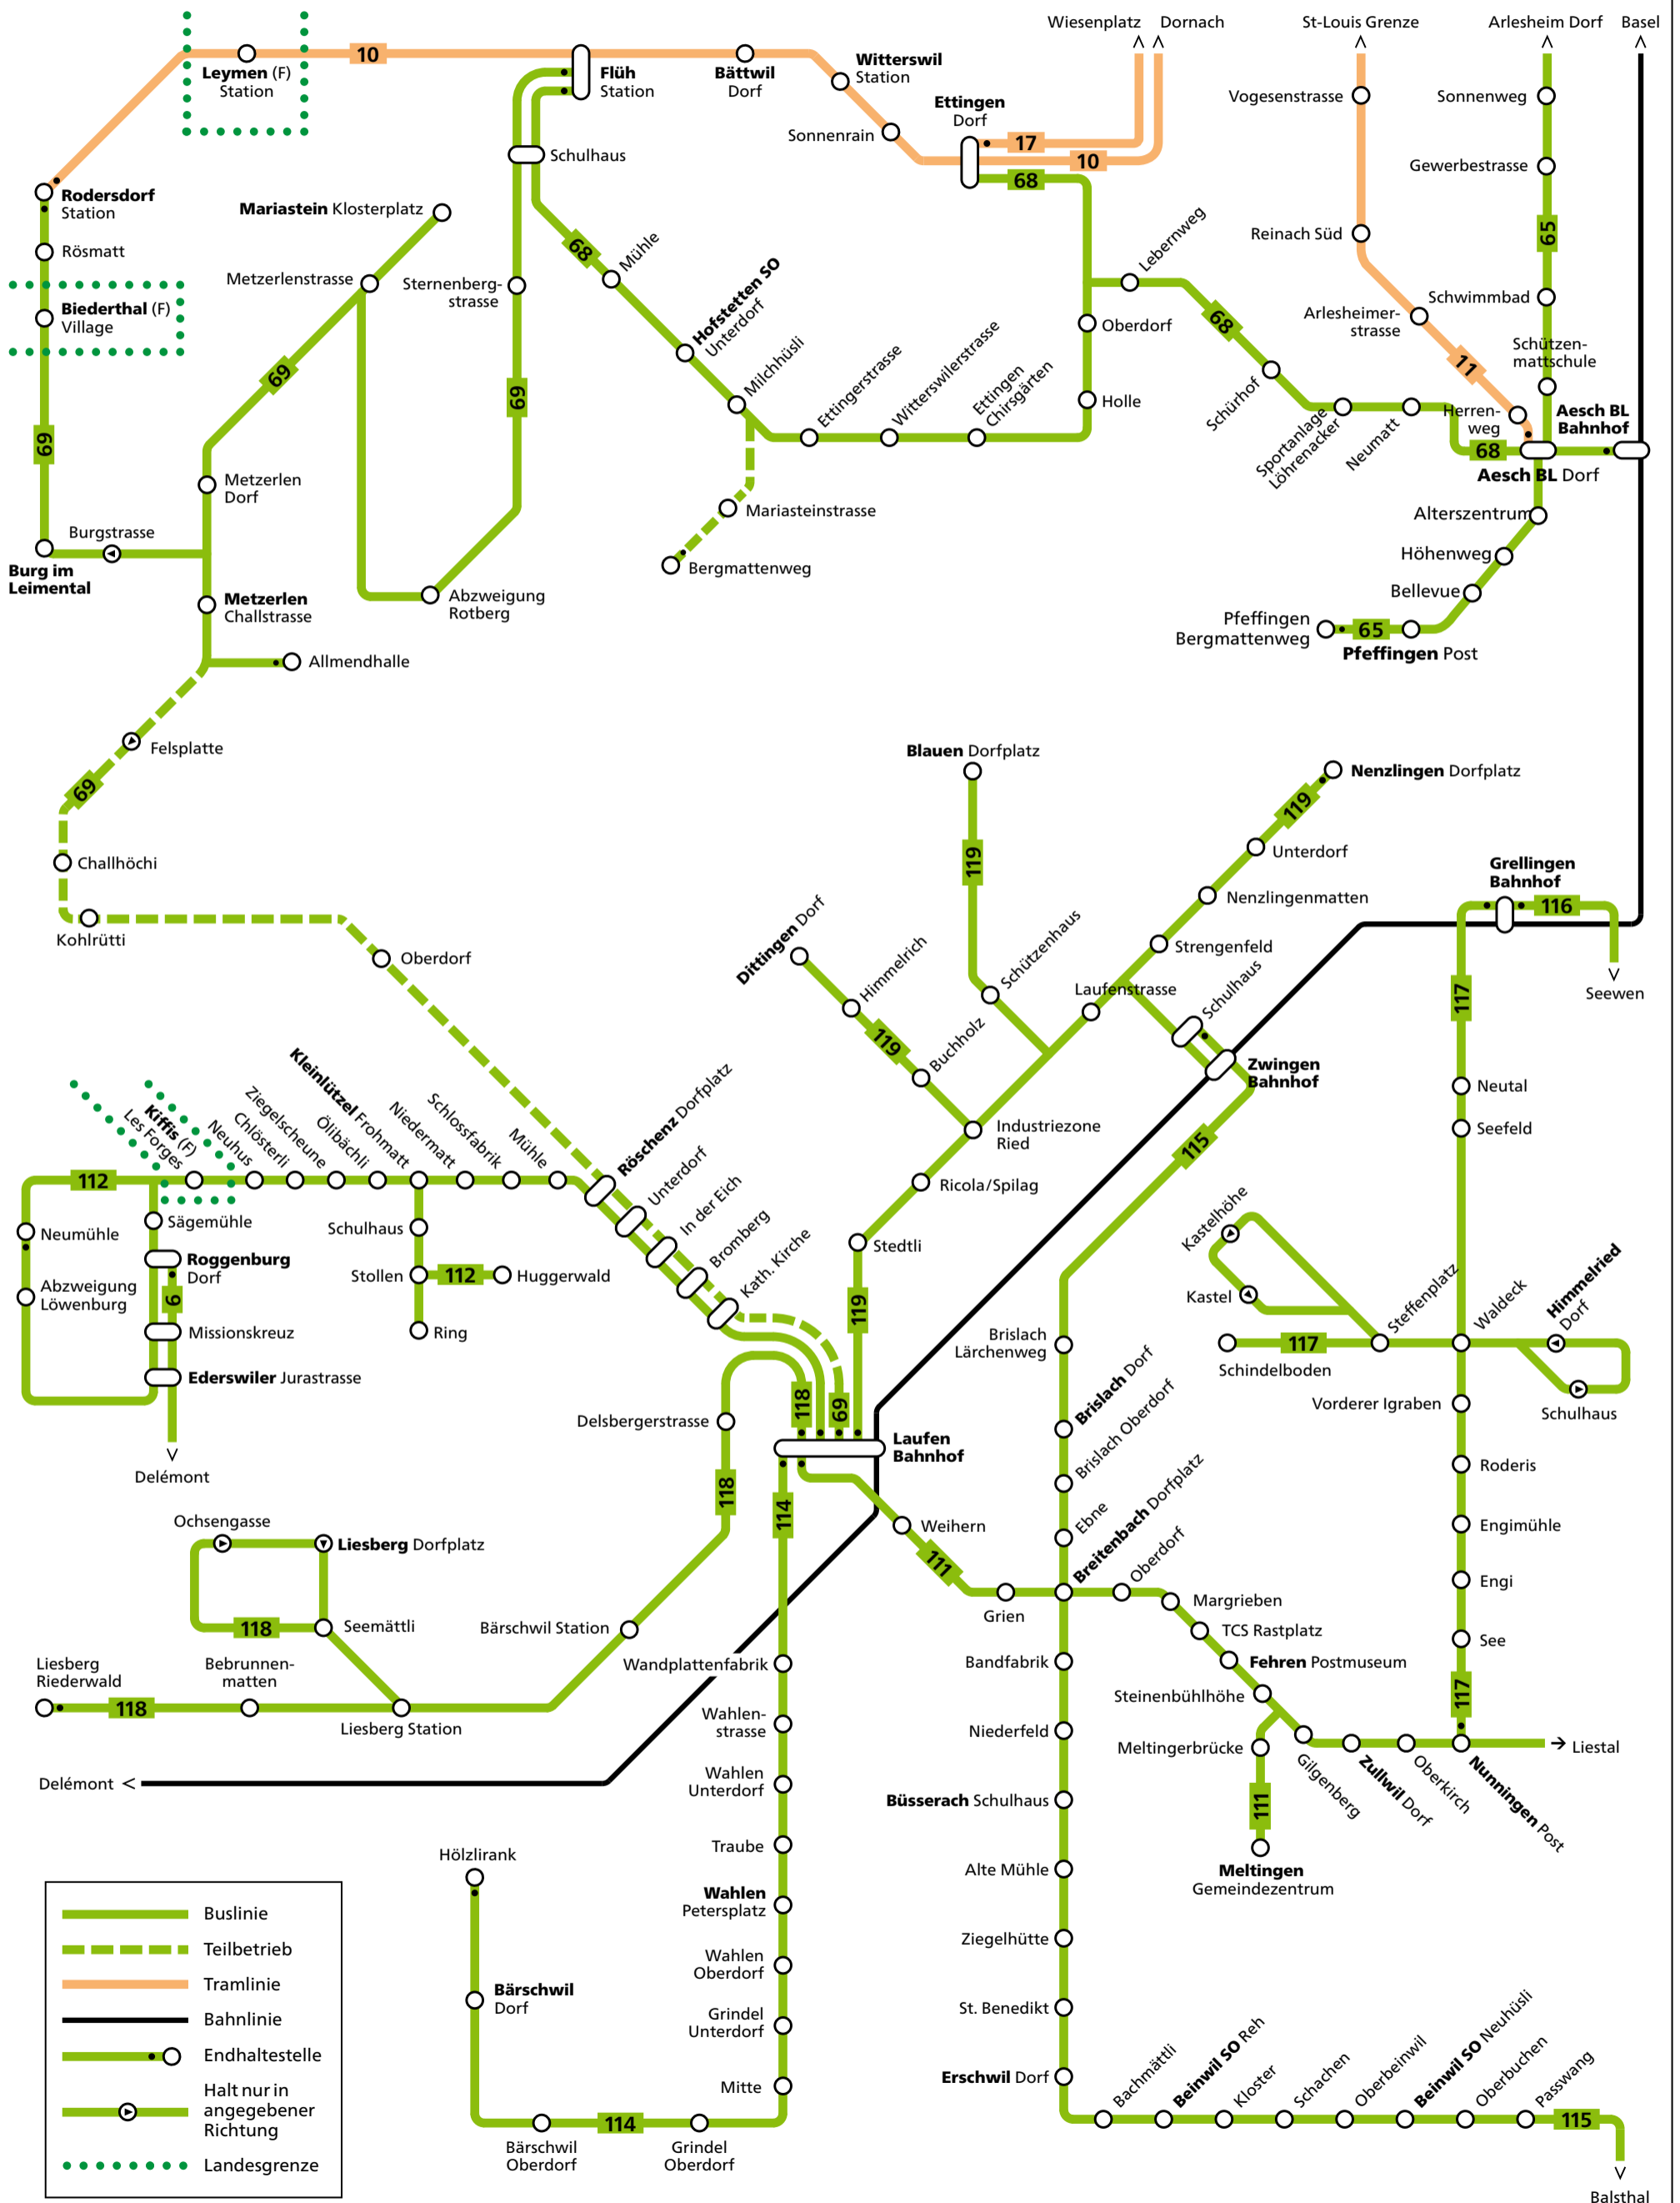 Wiesenplatz
Dornach
St-Louis Grenze
Arlesheim Dorf
Basel
10
Leymen (F)
Station
Flüh
Station
Bättwil
Dorf
Witterswil
Station
Sonnenrain
Ettingen
Dorf
17
10
68
Vogesenstrasse
Sonnenweg
Gewerbestrasse
65
Reinach Süd
Schwimmbad
Arlesheimer-
strasse
Schützen-
mattschule
11
Herren-
weg
Aesch BL
Bahnhof
68
Aesch BL Dorf
Schulhaus
Rodersdorf
Station
Rösmatt
Biederthal (F)
Village
Mariastein Klosterplatz
Metzerlenstrasse
Sternenberg-
strasse
68
Mühle
Hofstetten SO
Unterdorf
Milchhüsli
Ettingerstrasse
Witterswilerstrasse
Ettingen
Chirsgärten
Lebernweg
Oberdorf
Holle
68
Schürhof
Sportanlage
Löhrenacker
Neumatt
69
69
69
Metzerlen
Dorf
Burgstrasse
Burg im
Leimental
Metzerlen
Challstrasse
Abzweigung
Rotberg
Allmendhalle
Mariasteinstrasse
Bergmattenweg
Alterszentrum
Höhenweg
Bellevue
Pfeffingen
Bergmattenweg
65
Pfeffingen Post
Felsplatte
69
Challhöchi
Kohlrütti
Oberdorf
Blauen Dorfplatz
119
Nenzlingen Dorfplatz
119
Unterdorf
Nenzlingenmatten
Strengenfeld
Grellingen
Bahnhof
116
Seewen
117
Dittingen Dorf
Himmelrich
119
Buchholz
Schützenhaus
Laufenstrasse
Schulhaus
Zwingen
Bahnhof
Industriezone
Ried
Ricola/Spilag
Stedtli
119
115
Neutal
Seefeld
Kiffis (F)
Les Forges
Neuhus
Chlösterli
Ziegelscheune
Ölibächli
Kleinlützel Frohmatt
Niedermatt
Schlossfabrik
Mühle
Röschenz Dorfplatz
Unterdorf
In der Eich
Bromberg
Kath. Kirche
112
Sägemühle
Neumühle
Roggenburg
Dorf
Abzweigung
Löwenburg
6
Missionskreuz
Ederswiler Jurastrasse
Delémont
Schulhaus
Stollen
112
Huggerwald
Ring
Kastelhöhe
Kastel
Schindelboden
117
Steffenplatz
Waldeck
Himmelried
Dorf
Schulhaus
Vorderer Igraben
Roderis
Engimühle
Engi
See
117
Brislach
Lärchenweg
Brislach Dorf
Brislach Oberdorf
Ebne
Breitenbach Dorfplatz
Oberdorf
Delsbergerstrasse
118
69
Laufen
Bahnhof
118
114
Weihern
111
Grien
Margrieben
TCS Rastplatz
Fehren Postmuseum
Steinenbühlhöhe
Meltingerbrücke
111
Meltingen
Gemeindezentrum
Gilgenberg
Zullwil Dorf
Oberkirch
Nunningen Post
Liestal
Ochsengasse
Liesberg Dorfplatz
118
Seemättli
Liesberg
Riederwald
118
Bebrunnen-
matten
Liesberg Station
Bärschwil Station
Delémont
Wandplattenfabrik
Wahlen-
strasse
Wahlen
Unterdorf
Traube
Wahlen
Petersplatz
Wahlen
Oberdorf
Grindel
Unterdorf
Mitte
Hölzlirank
Bärschwil
Dorf
Bärschwil
Oberdorf
114
Grindel
Oberdorf
Bandfabrik
Niederfeld
Büsserach Schulhaus
Alte Mühle
Ziegelhütte
St. Benedikt
Erschwil Dorf
Bachmättli
Beinwil SO Reh
Kloster
Schachen
Oberbeinwil
Beinwil SO Neuhüsli
Oberbuchen
Passwang
115
Balsthal
Buslinie
Teilbetrieb
Tramlinie
Bahnlinie
Endhaltestelle
Halt nur in
angegebener
Richtung
Landesgrenze